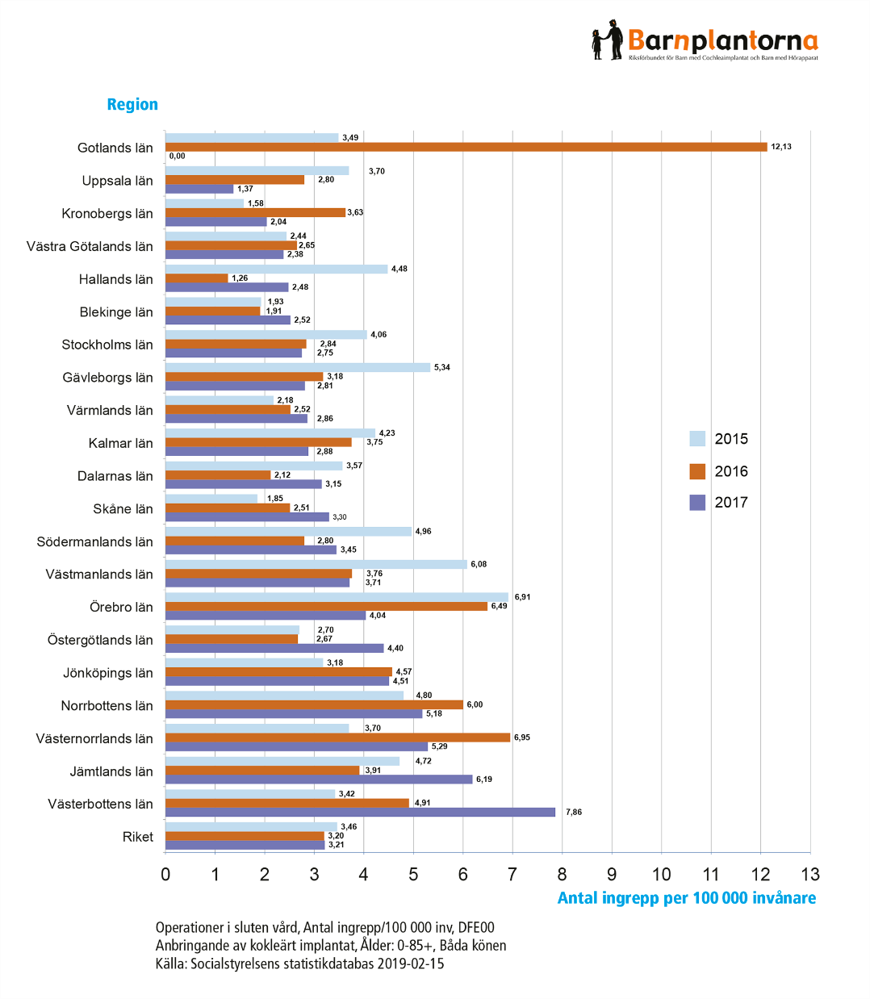 Barnplantorna
Riksförbundet för Barn med Cochleaimplantat och Barn med Hörapparat
Region
Gotlands län
3,49
12,13
0,00
Uppsala län
3,70
2,80
1,37
Kronobergs län
1,58
3,63
2,04
Västra Götalands län
2,44
2,65
2,38
Hallands län
4,48
1,26
2,48
Blekinge län
1,93
1,91
2,52
Stockholms län
4,06
2,84
2,75
Gävleborgs län
5,34
3,18
2,81
Värmlands län
2,18
2,52
2,86
Kalmar län
4,23
3,75
2,88
Dalarnas län
3,57
2,12
3,15
Skåne län
1,85
2,51
3,30
Södermanlands län
4,96
2,80
3,45
Västmanlands län
6,08
3,76
3,71
Örebro län
6,91
6,49
4,04
Östergötlands län
2,70
2,67
4,40
Jönköpings län
3,18
4,57
4,51
Norrbottens län
4,80
6,00
5,18
Västernorrlands län
3,70
6,95
5,29
Jämtlands län
4,72
3,91
6,19
Västerbottens län
3,42
4,91
7,86
Riket
3,46
3,20
3,21
2015
2016
2017
0 1 2 3 4 5 6 7 8 9 10 11 12 13
Antal ingrepp per 100 000 invånare
Operationer i sluten vård, Antal ingrepp/100 000 inv, DFE00
Anbringande av kokleärt implantat, Ålder: 0-85+, Båda könen
Källa: Socialstyrelsens statistikdatabas 2019-02-15